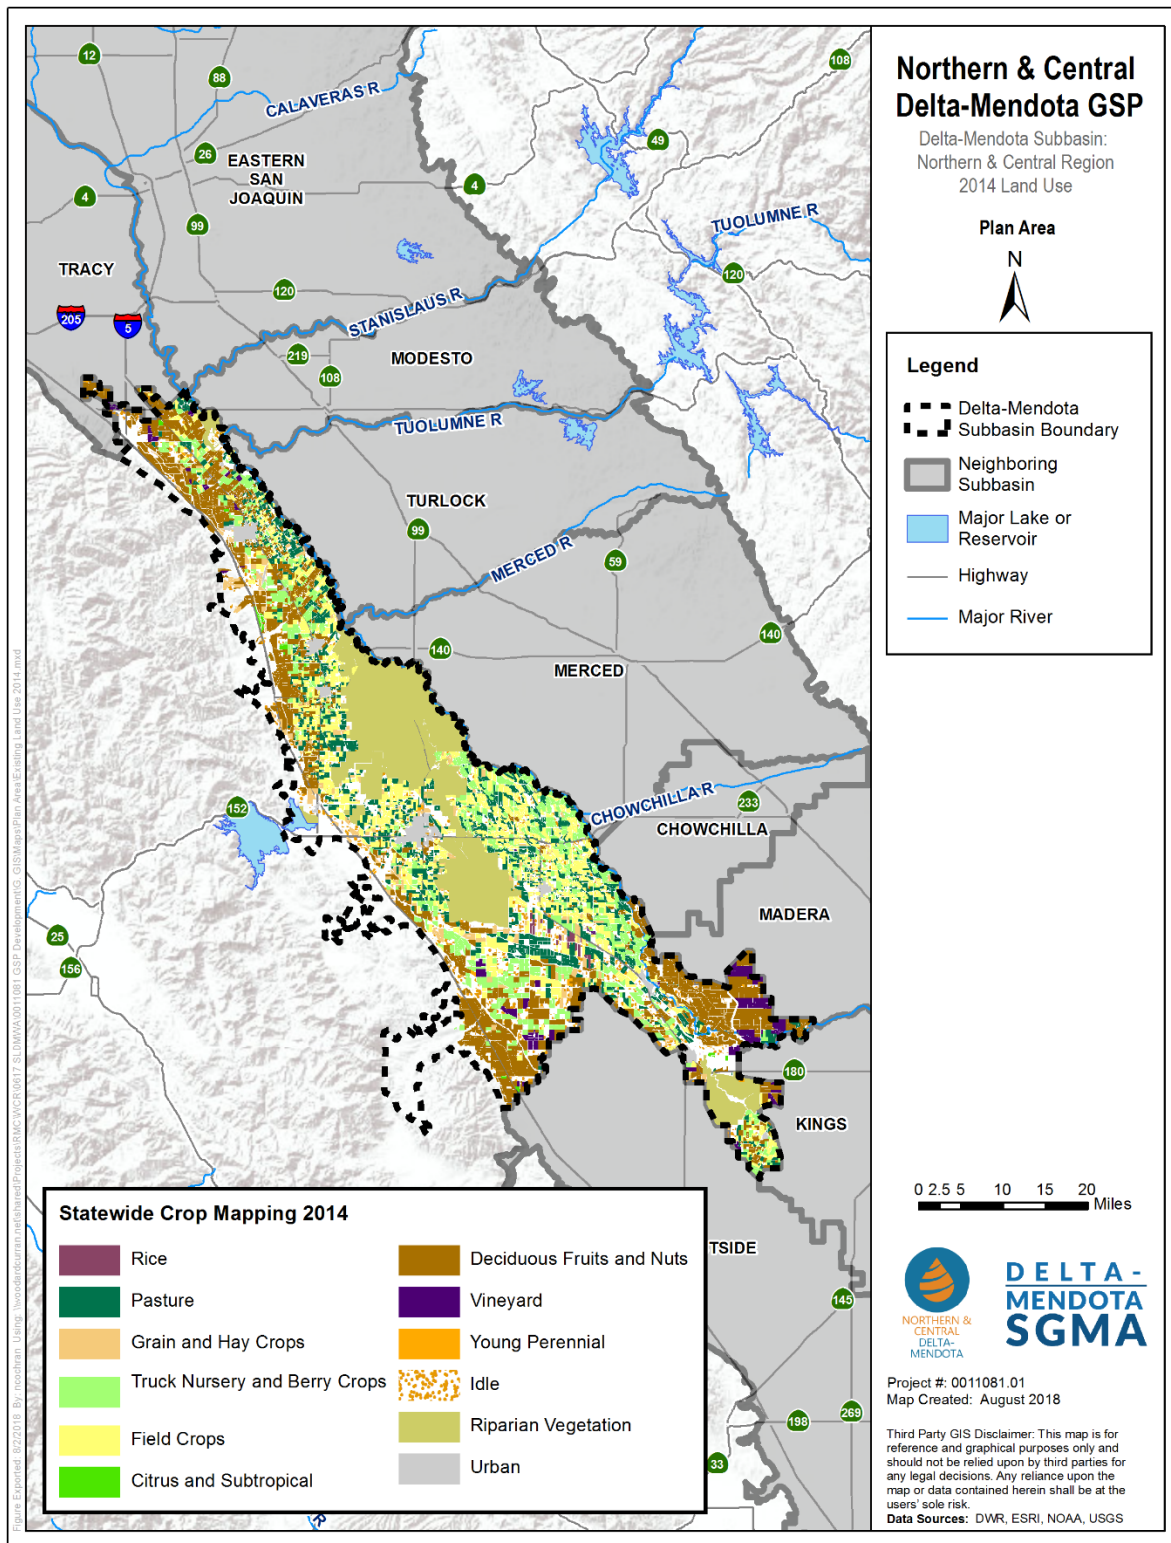 Northern & Central
Delta-Mendota GSP
Delta-Mendota Subbasin:
Northern & Central Region
2014 Land Use
Plan Area
N
Legend
Delta-Mendota
Subbasin Boundary
Neighboring
Subbasin
Major Lake or
Reservoir
Highway
Major River
12
88
CALAVERAS R
108
26
EASTERN
SAN
JOAQUIN
49
4
4
99
TUOLUMNE R
TRACY
120
120
205
5
STANISLAUS R
219
MODESTO
108
TUOLUMNE R
TURLOCK
99
MERCED R
59
140
140
MERCED
152
CHOWCHILLA R
233
CHOWCHILLA
MADERA
25
156
180
KINGS
TSIDE
145
269
198
33
R
0 2.5 5 10 15 20
Miles
Statewide Crop Mapping 2014
Rice
Pasture
Grain and Hay Crops
Truck Nursery and Berry Crops
Field Crops
Citrus and Subtropical
Deciduous Fruits and Nuts
Vineyard
Young Perennial
Idle
Riparian Vegetation
Urban
NORTHERN &
CENTRAL
DELTA-
MENDOTA
DELTA-
MENDOTA
SGMA
Project #: 0011081.01
Map Created: August 2018
Third Party GIS Disclaimer: This map is for
reference and graphical purposes only and
should not be relied upon by third parties for
any legal decisions. Any reliance upon the
map or data contained herein shall be at the
users' sole risk.
Data Sources: DWR, ESRI, NOAA, USGS
Figure Exported: 8/2/2018 By: ncochran Using: